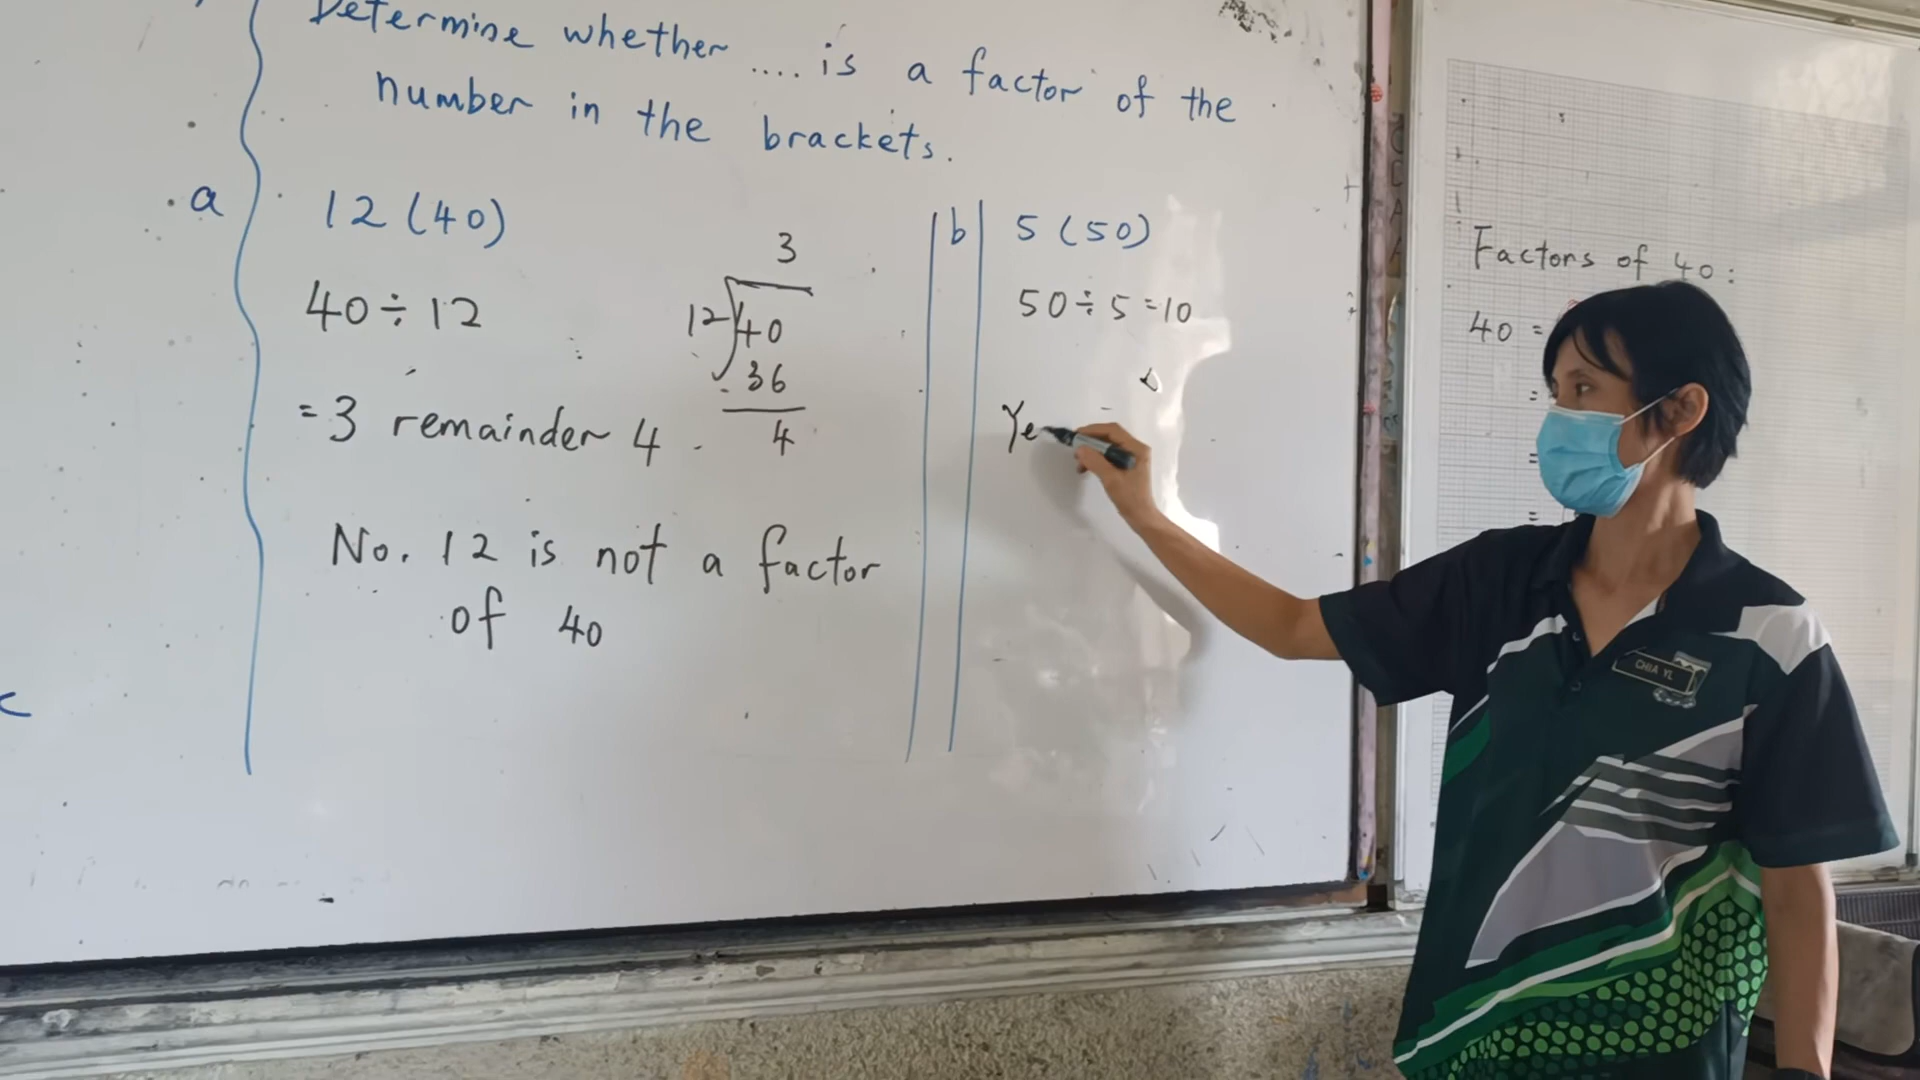 Determine whether .... is a factor of the
number in the brackets.
a
12 (40)
40 ÷ 12
= 3 remainder 4
3
12 40
- 36
4
No. 12 is not a factor
of 40
b
5 (50)
50 ÷ 5 = 10
Ye
c
Factors of 40:
40 =
=
=
=
CHIA YL